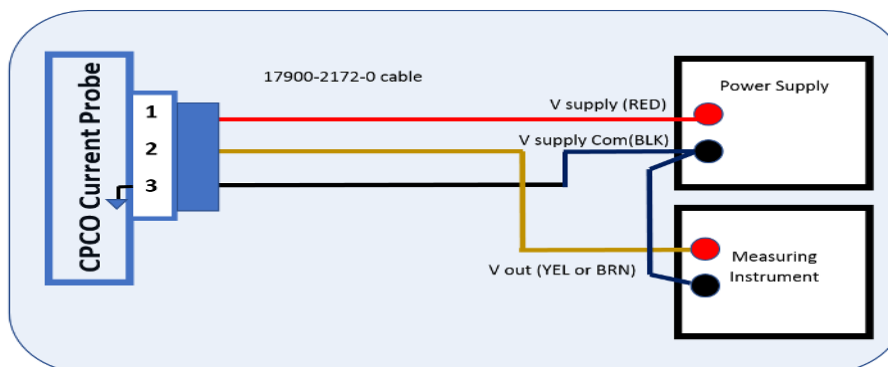 CPCO Current Probe
1
2
3
17900-2172-0 cable
V supply (RED)
V supply Com(BLK)
V out (YEL or BRN)
Power Supply
Measuring
Instrument